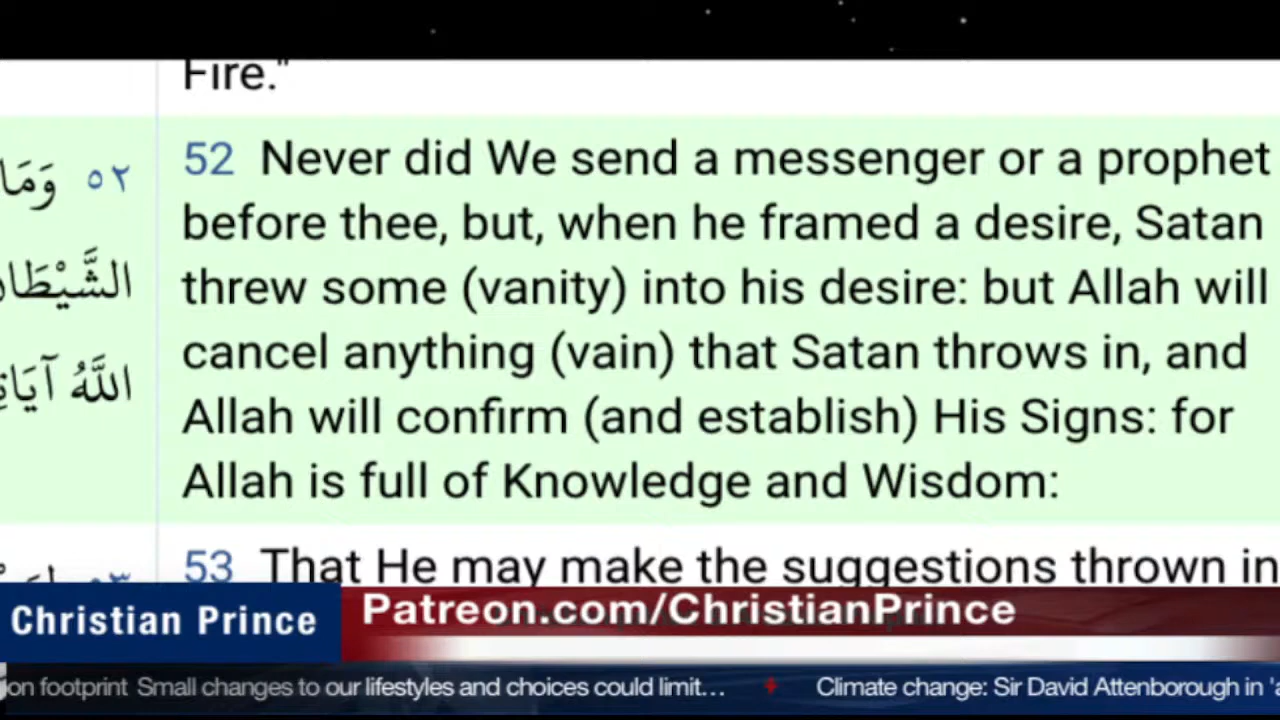 Fire."
52 Never did We send a messenger or a prophet
وَمَا ٥٢
before thee, but, when he framed a desire, Satan
threw some (vanity) into his desire: but Allah will
cancel anything (vain) that Satan throws in, and
اللَّهُ
Allah will confirm (and establish) His Signs: for
Allah is full of Knowledge and Wisdom:
53 That He may make the suggestions thrown in
Christian Prince
Patreon.com/ChristianPrince
on footprint Small changes to our lifestyles and choices could limit... Climate change: Sir David Attenborough in 'a